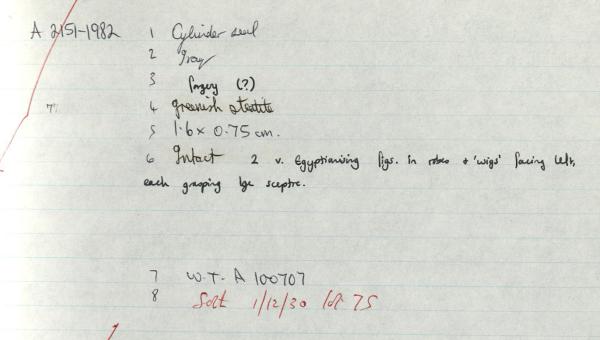 A 2151-1982 1 Cylinder seal
2 Iraq
3 forgery (?)
4 greenish steatite
5 1.6 x 0.75 cm.
6 Intact 2 v. Egyptianising figs. in robes + 'wigs' facing left,
each grasping lge sceptre.
7 W.T. A 100707
8 Sott 1/12/30 lot 75